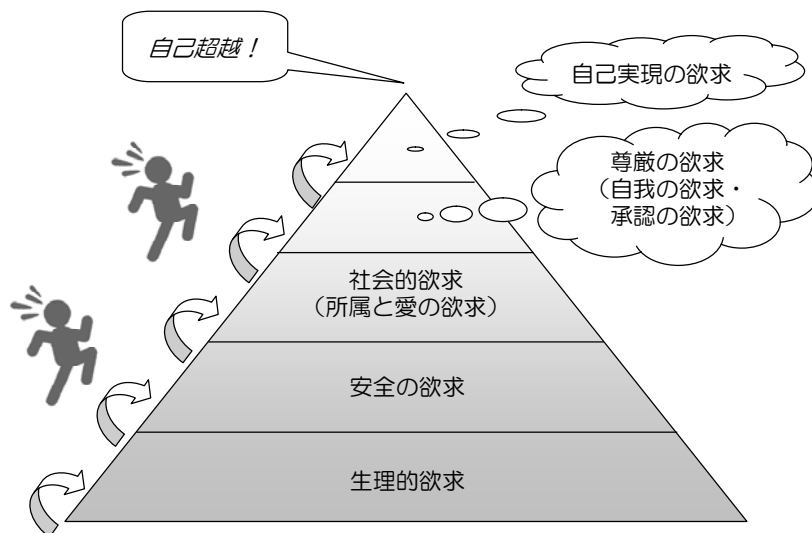 自己超越！
自己実現の欲求
尊厳の欲求
（自我の欲求・
承認の欲求）
社会的欲求
（所属と愛の欲求）
安全の欲求
生理的欲求